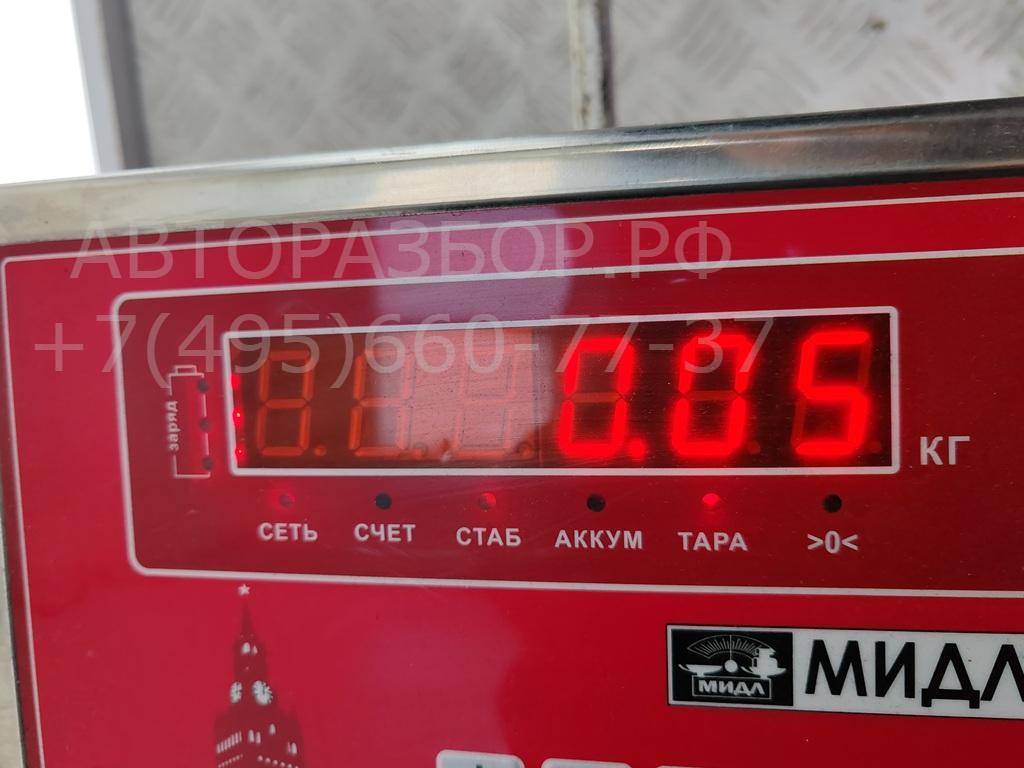 АВТОРАЗБОР.РФ
+7(495)660-77-37
заряд
0.05
КГ
СЕТЬ СЧЕТ СТАБ АККУМ ТАРА >0<
МИДЛ МИДЛ